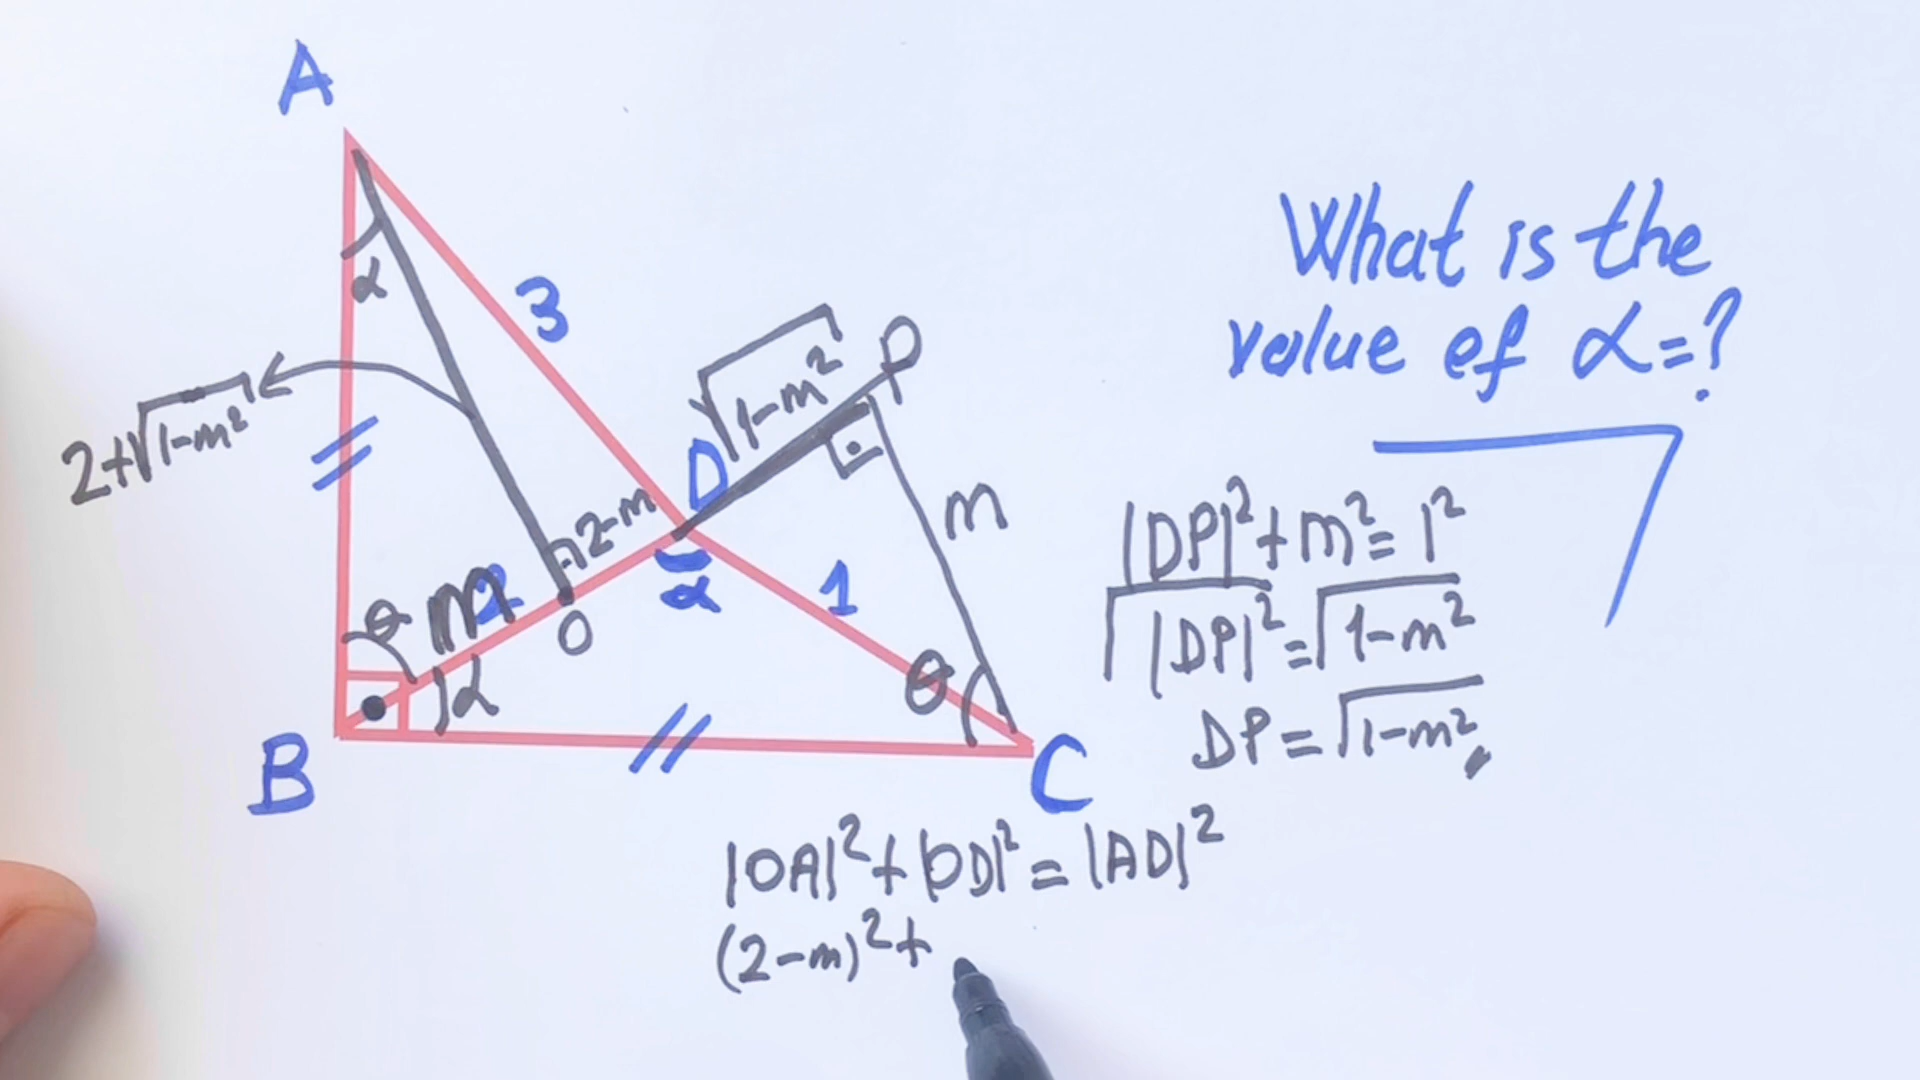 A
α
3
P
√1-m²
2+√1-m²
D
2-m
m
2
m
1
α
θ
O
α
θ
B
C
What is the
value of α=?
|DP|²+m²=1²
√|DP|²=√1-m²
DP=√1-m²
|OA|²+|OD|²=|AD|²
(2-m)²+